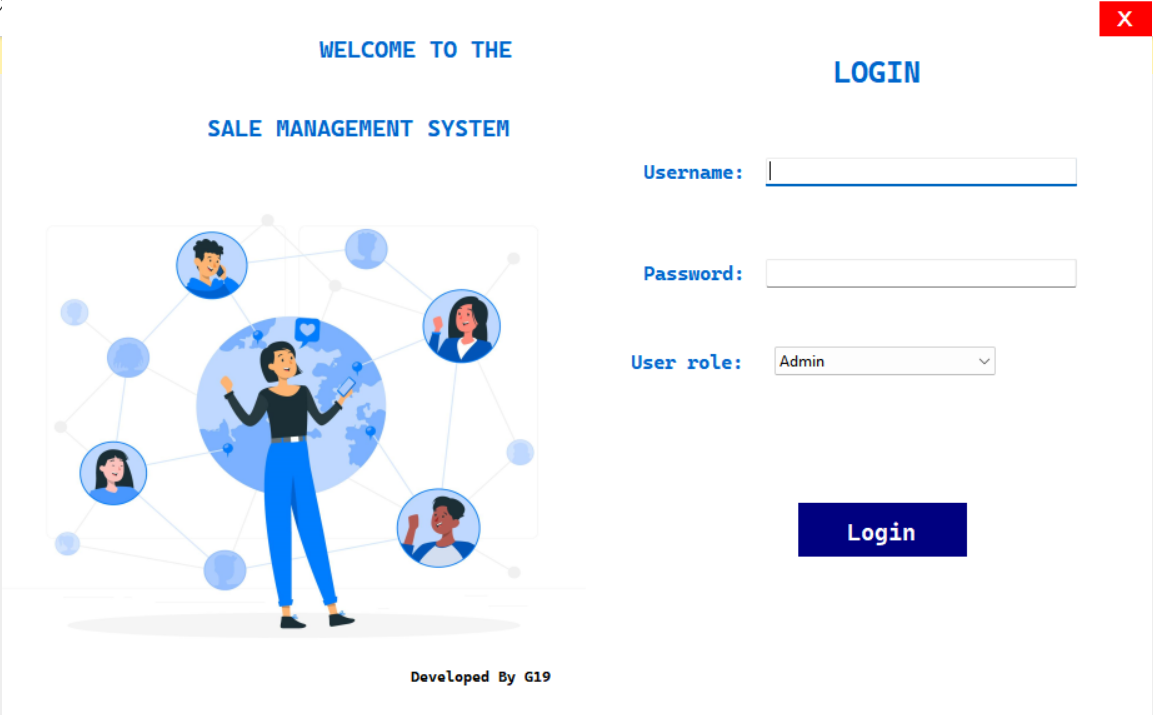 X
WELCOME TO THE
SALE MANAGEMENT SYSTEM
LOGIN
Username:
Password:
User role:
Admin
Login
Developed By G19